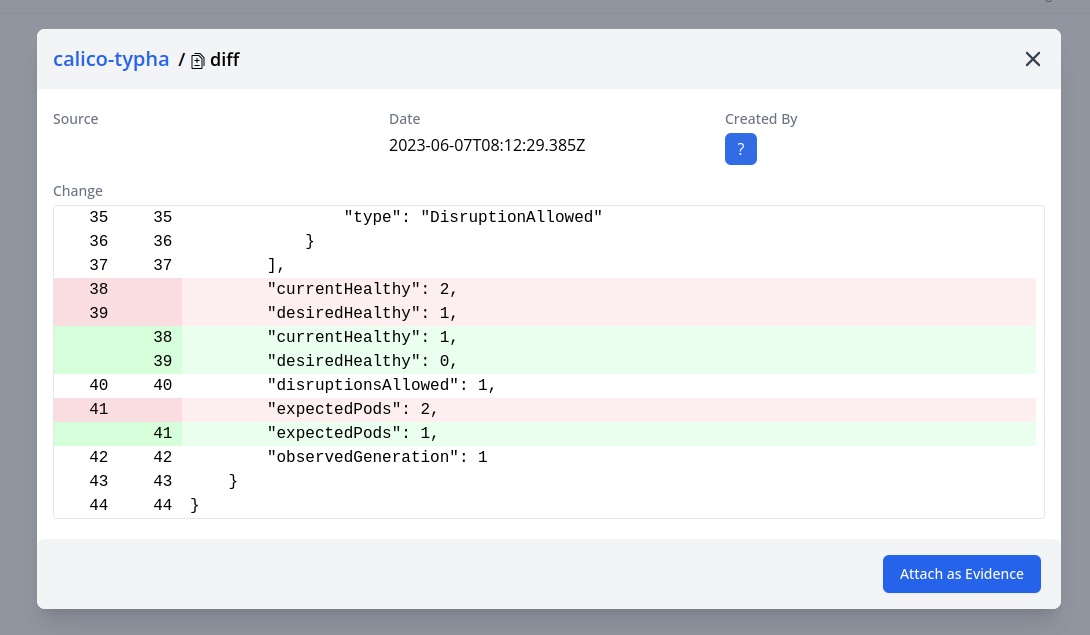 calico-typha / diff
Source Date Created By
2023-06-07T08:12:29.385Z ?
Change
35 35 "type": "DisruptionAllowed"
36 36 }
37 37 ],
38 "currentHealthy": 2,
39 "desiredHealthy": 1,
38 "currentHealthy": 1,
39 "desiredHealthy": 0,
40 40 "disruptionsAllowed": 1,
41 "expectedPods": 2,
41 "expectedPods": 1,
42 42 "observedGeneration": 1
43 43 }
44 44 }
Attach as Evidence